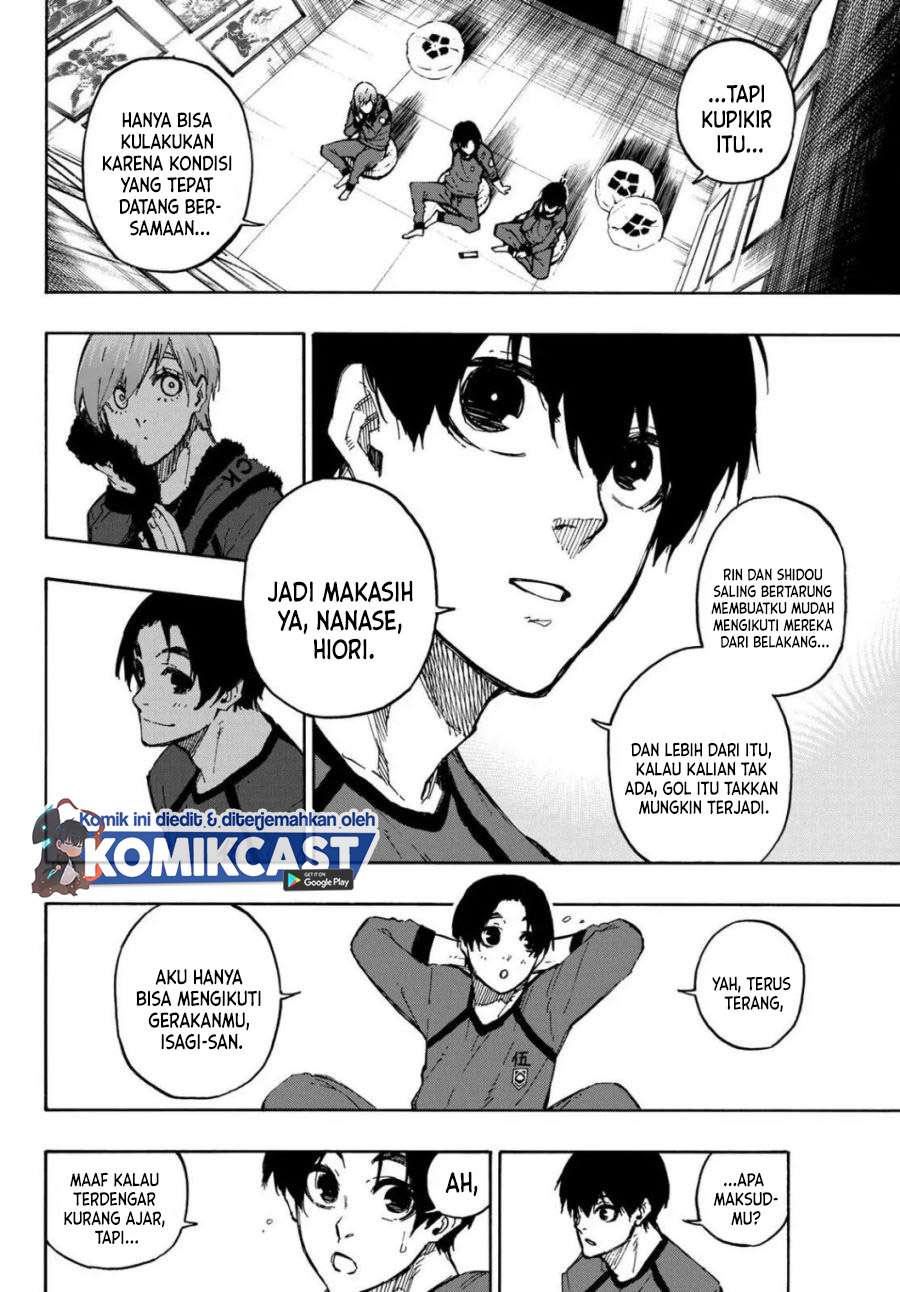 ...TAPI
KUPIKIR
ITU...
HANYA BISA
KULAKUKAN
KARENA KONDISI
YANG TEPAT
DATANG BER-
SAMAAN...
RIN DAN SHIDOU
SALING BERTARUNG
MEMBUATKU MUDAH
MENGIKUTI MEREKA
DARI BELAKANG...
DAN LEBIH DARI ITU,
KALAU KALIAN TAK
ADA, GOL ITU TAKKAN
MUNGKIN TERJADI.
JADI MAKASIH
YA, NANASE,
HIORI.
CK
Komik ini diedit & diterjemahkan oleh
KOMIKCAST
GET IT ON
Google Play
YAH, TERUS
TERANG,
AKU HANYA
BISA MENGIKUTI
GERAKANMU,
ISAGI-SAN.
伍
...APA
MAKSUD-
MU?
AH,
MAAF KALAU
TERDENGAR
KURANG AJAR,
TAPI...